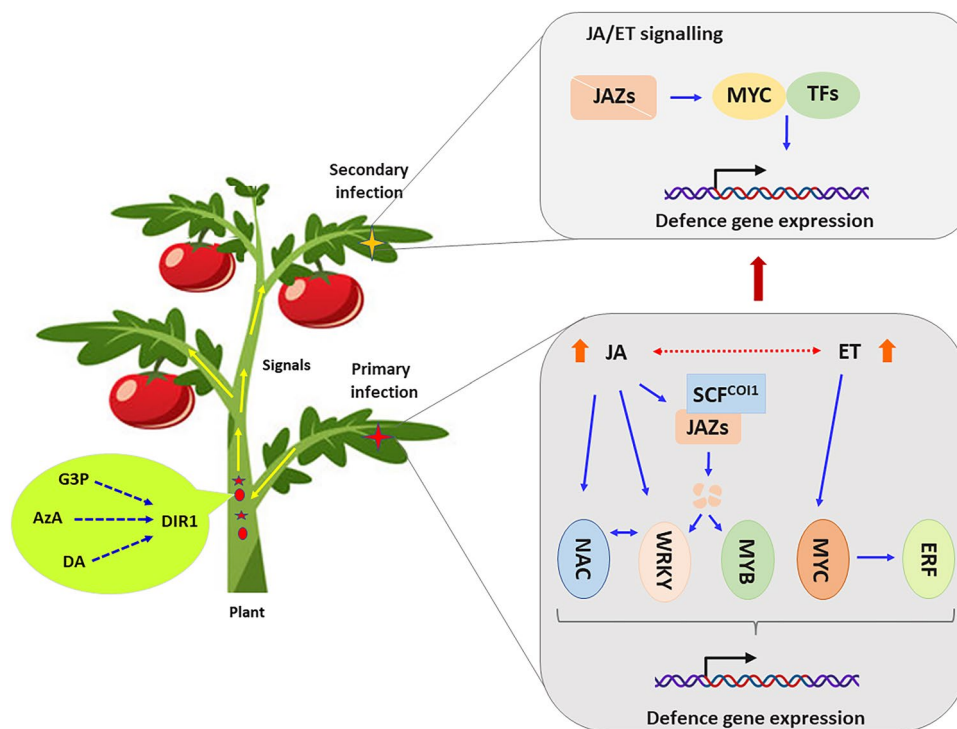 JA/ET signalling
JAZs
MYC
TFs
Defence gene expression
Secondary
infection
Signals
Primary
infection
G3P
AzA
DA
DIR1
Plant
JA
ET
SCFCOI1
JAZs
NAC
WRKY
MYB
MYC
ERF
Defence gene expression